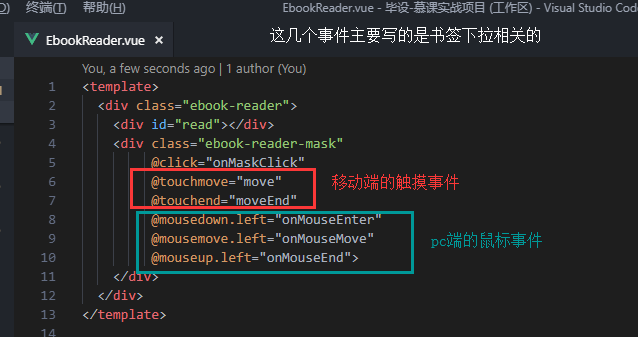 端(T)  帮助(H)  EbookReader.vue - 毕设-慕课实战项目 (工作区) - Visual Studio Code
EbookReader.vue ×
这几个事件主要写的是书签下拉相关的
You, a few seconds ago | 1 author (You)
1 <template>
2 <div class="ebook-reader">
3 <div id="read"></div>
4 <div class="ebook-reader-mask"
5 @click="onMaskClick"
6 @touchmove="move"
移动端的触摸事件
7 @touchend="moveEnd"
8 @mousedown.left="onMouseEnter"
9 @mousemove.left="onMouseMove"
pc端的鼠标事件
10 @mouseup.left="onMouseEnd">
11 </div>
12 </div>
13 </template>
14